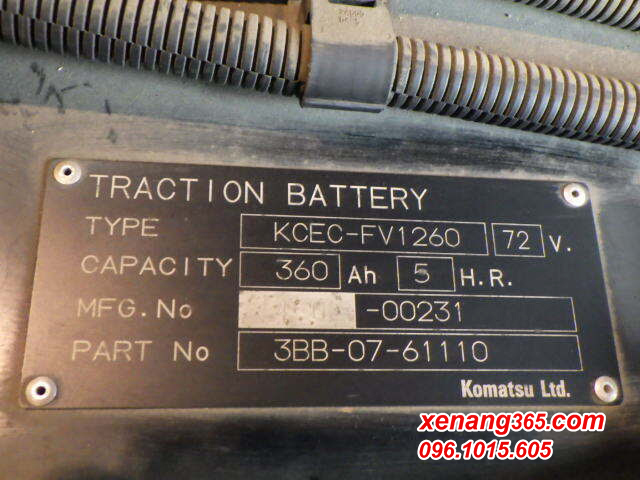 TRACTION BATTERY
TYPE KCEC-FV1260 72 V.
CAPACITY 360 Ah 5 H.R.
MFG.No -00231
PART No 3BB-07-61110
Komatsu Ltd.
xenang365.com
096.1015.605